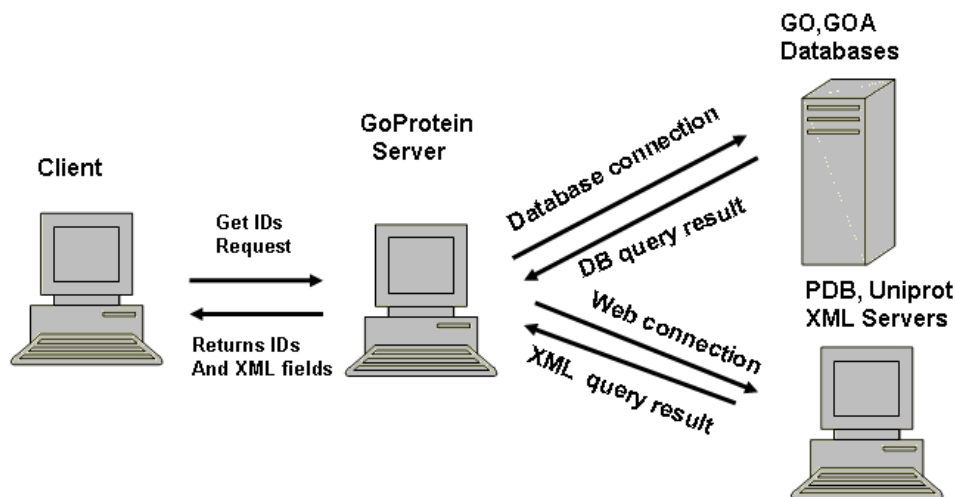 Client
Get IDs
Request
Returns IDs
And XML fields
GoProtein
Server
Database connection
DB query result
Web connection
XML query result
GO,GOA
Databases
PDB, Uniprot
XML Servers